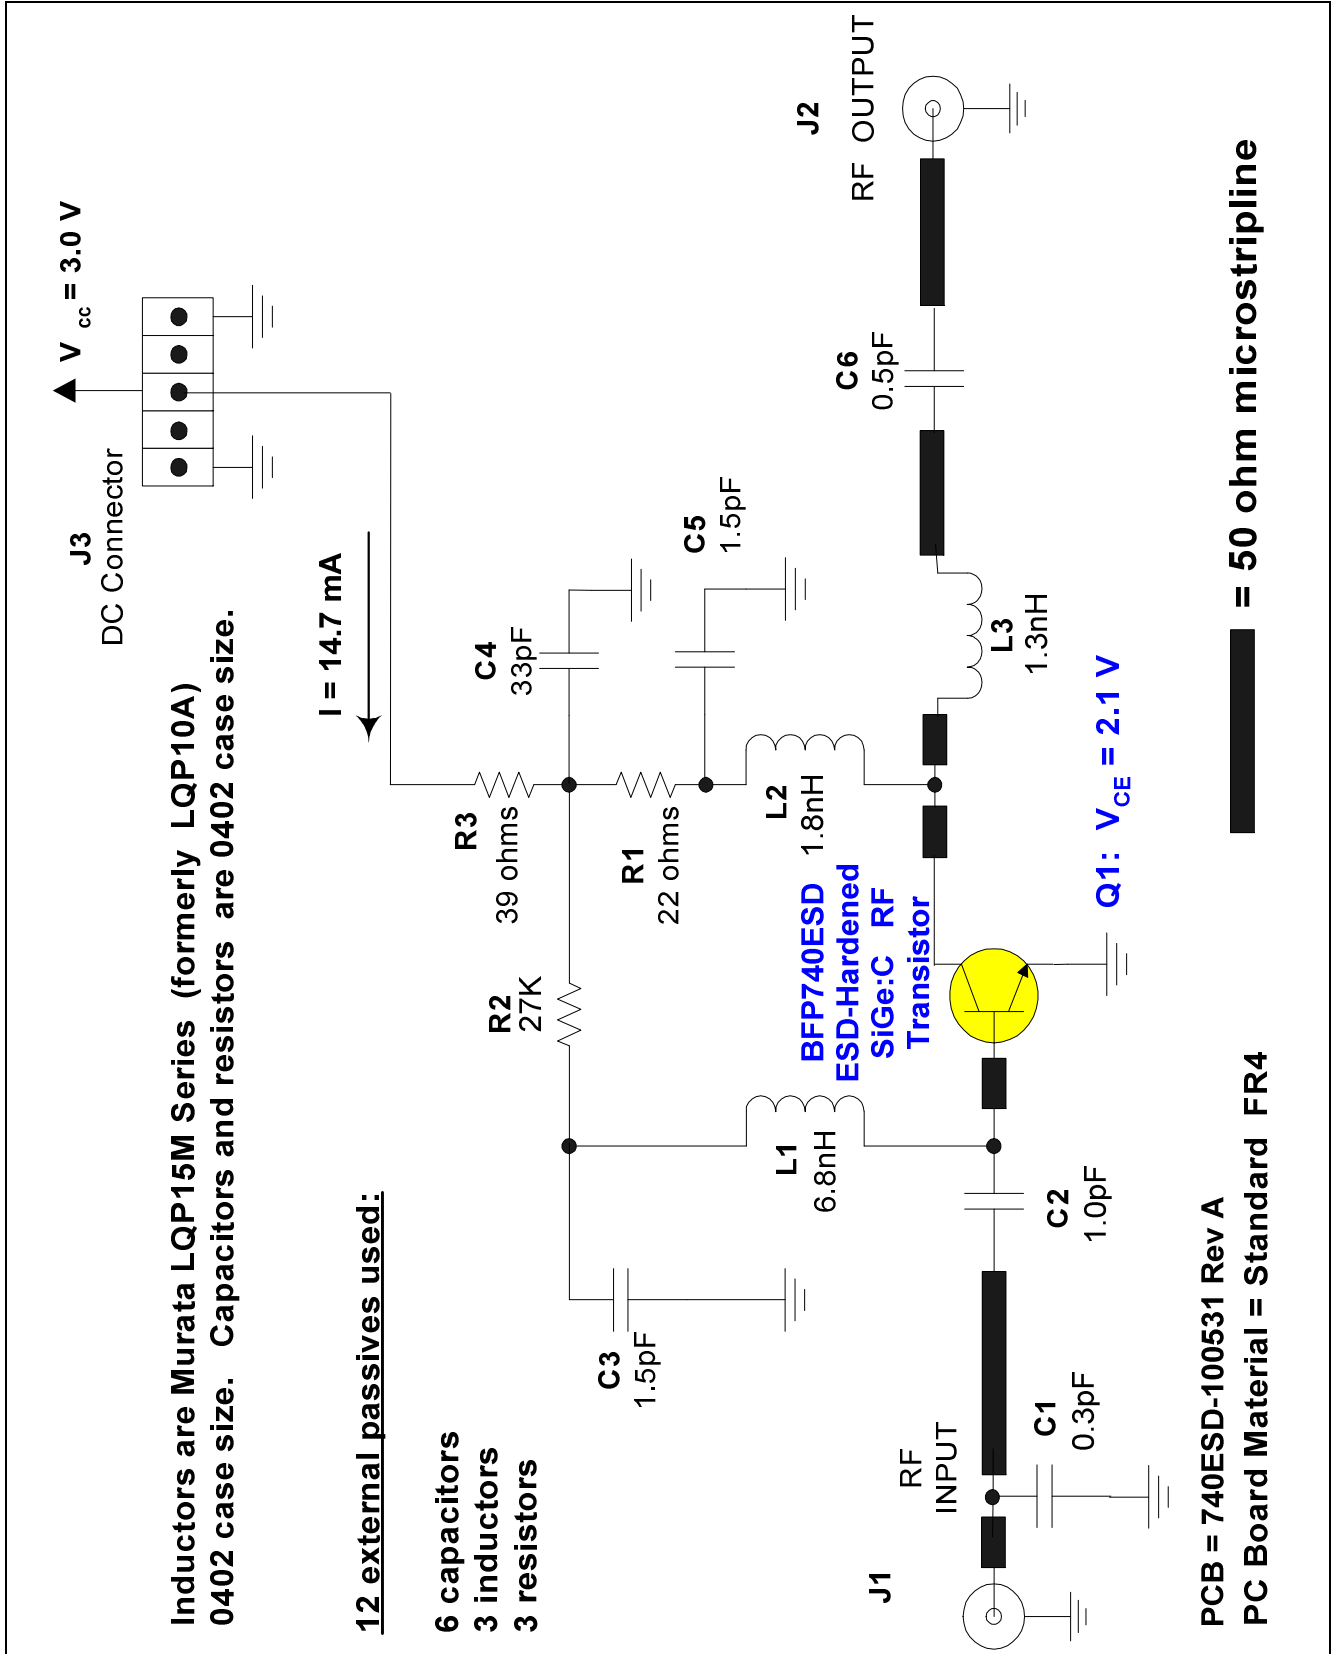 Inductors are Murata LQP15M Series (formerly LQP10A)
0402 case size. Capacitors and resistors are 0402 case size.
12 external passives used:
6 capacitors
3 inductors
3 resistors
J3
DC Connector
V cc = 3.0 V
I = 14.7 mA
R3
39 ohms
R2
27K
R1
22 ohms
C4
33pF
C5
1.5pF
C3
1.5pF
L1
6.8nH
L2
1.8nH
BFP740ESD
ESD-Hardened
SiGe:C RF
Transistor
Q1: VCE = 2.1 V
L3
1.3nH
C6
0.5pF
J2
RF OUTPUT
J1
RF
INPUT
C1
0.3pF
C2
1.0pF
PCB = 740ESD-100531 Rev A
PC Board Material = Standard FR4
= 50 ohm microstripline